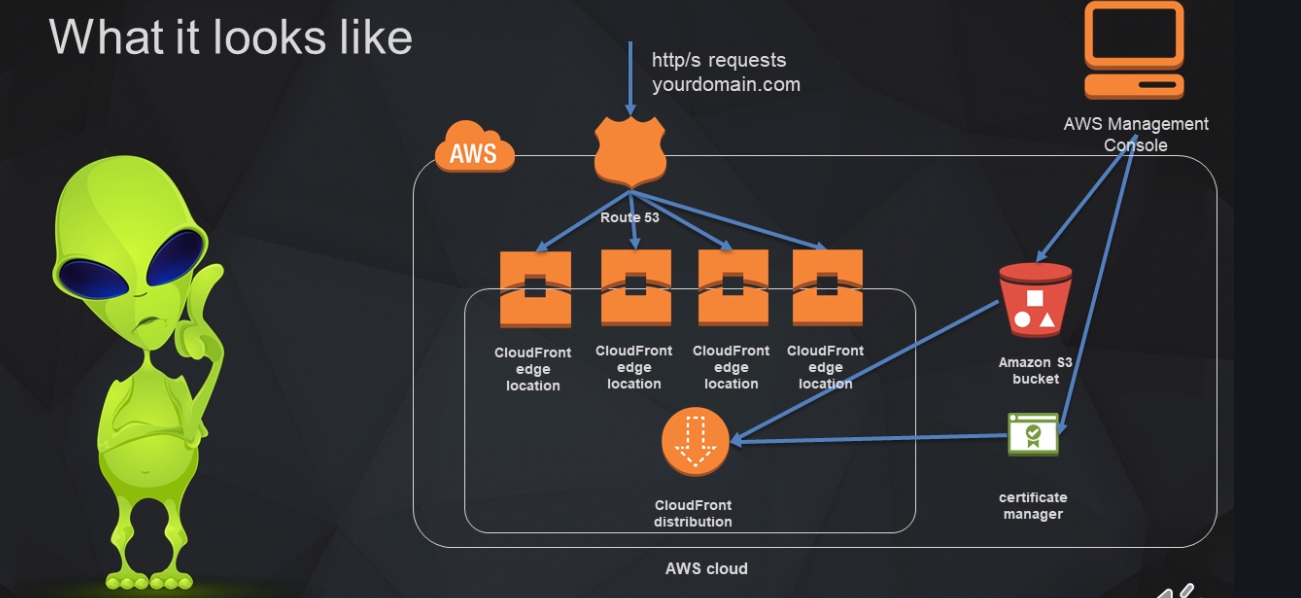 What it looks like
http/s requests
yourdomain.com
AWS Management
Console
AWS
Route 53
CloudFront
edge
location
CloudFront
edge
location
CloudFront
edge
location
CloudFront
edge
location
Amazon S3
bucket
CloudFront
distribution
certificate
manager
AWS cloud